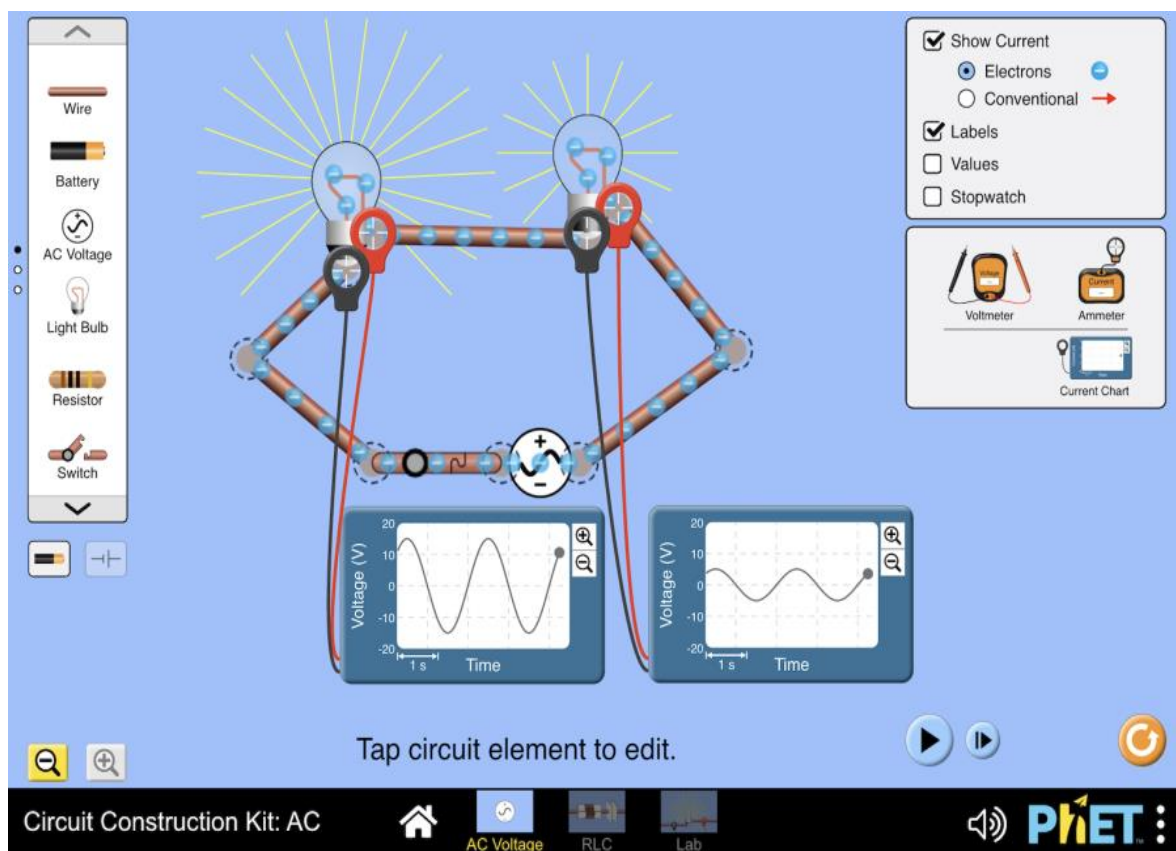 Wire
Battery
AC Voltage
Light Bulb
Resistor
Switch
Show Current
Electrons
Conventional
Labels
Values
Stopwatch
Voltage
Current
Voltmeter
Ammeter
Current Chart
+
-
20
10
0
-10
-20
Voltage (V)
1 s
Time
20
10
0
-10
-20
Voltage (V)
1 s
Time
Tap circuit element to edit.
Circuit Construction Kit: AC
AC Voltage
RLC
Lab
PhET